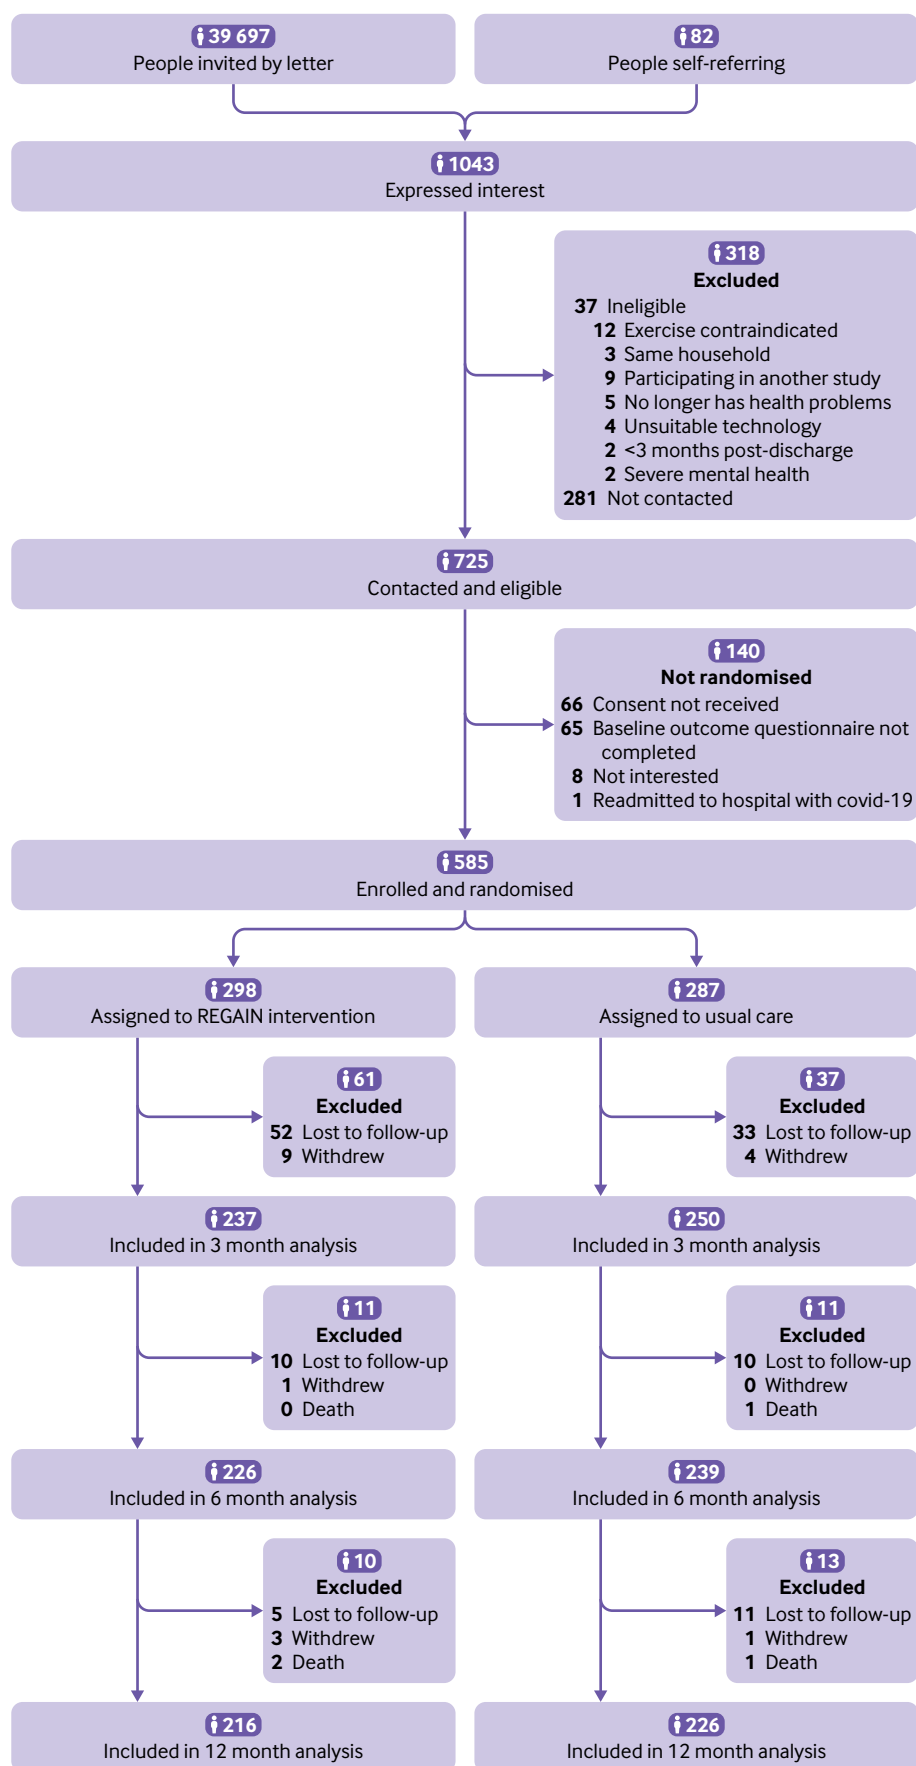 39 697
People invited by letter
82
People self-referring
1043
Expressed interest
318
Excluded
37 Ineligible
12 Exercise contraindicated
3 Same household
9 Participating in another study
5 No longer has health problems
4 Unsuitable technology
2 <3 months post-discharge
2 Severe mental health
281 Not contacted
725
Contacted and eligible
140
Not randomised
66 Consent not received
65 Baseline outcome questionnaire not
completed
8 Not interested
1 Readmitted to hospital with covid-19
585
Enrolled and randomised
298
Assigned to REGAIN intervention
287
Assigned to usual care
61
Excluded
52 Lost to follow-up
9 Withdrew
37
Excluded
33 Lost to follow-up
4 Withdrew
237
Included in 3 month analysis
250
Included in 3 month analysis
11
Excluded
10 Lost to follow-up
1 Withdrew
0 Death
11
Excluded
10 Lost to follow-up
0 Withdrew
1 Death
226
Included in 6 month analysis
239
Included in 6 month analysis
10
Excluded
5 Lost to follow-up
3 Withdrew
2 Death
13
Excluded
11 Lost to follow-up
1 Withdrew
1 Death
216
Included in 12 month analysis
226
Included in 12 month analysis